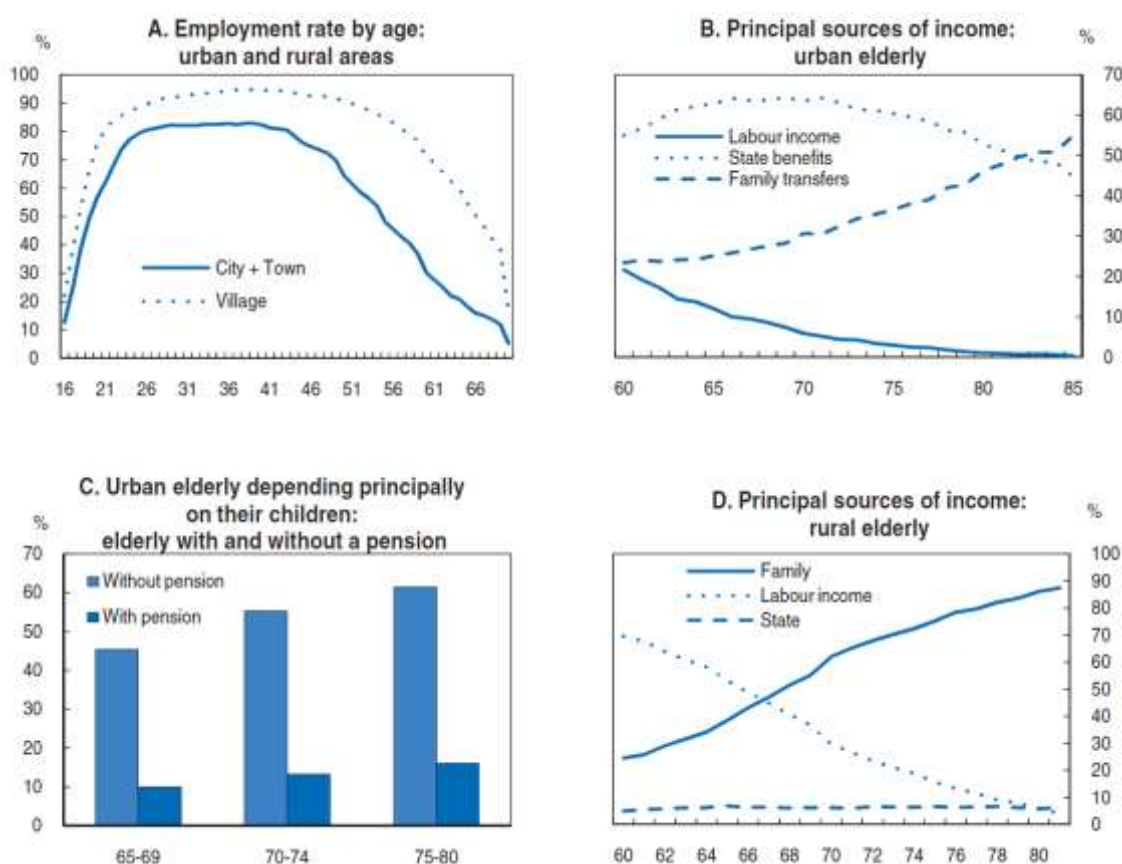 A. Employment rate by age:
urban and rural areas
%
100
90
80
70
60
50
40
30
20
10
0
City + Town
Village
16 21 26 31 36 41 46 51 56 61 66
B. Principal sources of income:
urban elderly
%
70
60
50
40
30
20
10
0
Labour income
State benefits
Family transfers
60 65 70 75 80 85
C. Urban elderly depending principally
on their children:
elderly with and without a pension
%
70
60
50
40
30
20
10
0
Without pension
With pension
65-69 70-74 75-80
D. Principal sources of income:
rural elderly
%
100
90
80
70
60
50
40
30
20
10
0
Family
Labour income
State
60 62 64 66 68 70 72 74 76 78 80